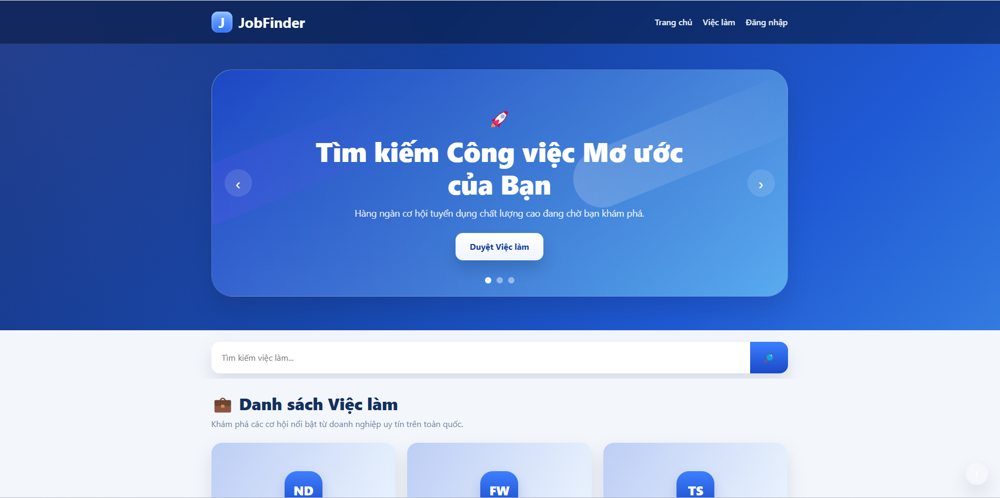 J JobFinder
Trang chủ Việc làm Đăng nhập
Tìm kiếm Công việc Mơ ước
của Bạn
‹
›
Hàng ngàn cơ hội tuyển dụng chất lượng cao đang chờ bạn khám phá.
Duyệt Việc làm
Tìm kiếm việc làm...
Danh sách Việc làm
Khám phá các cơ hội nổi bật từ doanh nghiệp uy tín trên toàn quốc.
ND FW TS